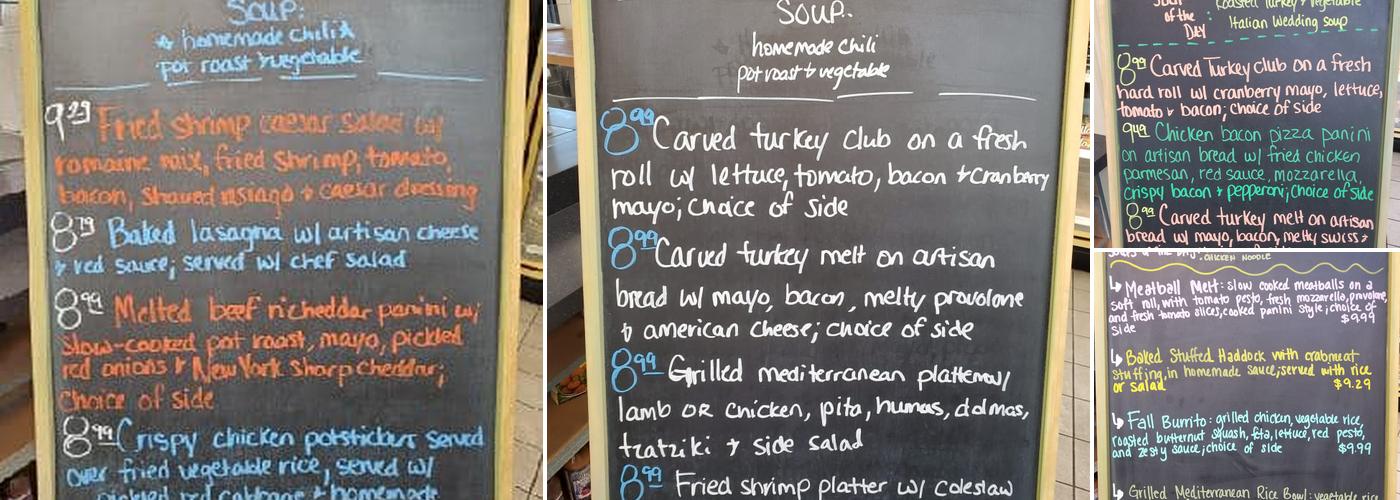 Soup:
homemade chili
pot roast & vegetable
9.29 Fried shrimp caesar salad w/
romaine mix, fried shrimp, tomato,
bacon, shaved asiago & caesar dressing
8.79 Baked lasagna w/ artisan cheese
& red sauce; served w/ chef salad
8.99 Melted beef n'cheddar panini w/
slow-cooked pot roast, mayo, pickled
red onions & New York Sharp cheddar;
choice of side
8.99 Crispy chicken potstickers served
over fried vegetable rice, served w/
pickled red cabbage & homemade
Soup:
homemade chili
pot roast & vegetable
8.99 Carved turkey club on a fresh
roll w/ lettuce, tomato, bacon & cranberry
mayo; choice of side
8.99 Carved turkey melt on artisan
bread w/ mayo, bacon, melty provolone
& american cheese; choice of side
8.99 Grilled mediterranean platter w/
lamb OR chicken, pita, humas, dolmas,
tzatziki & side salad
8.99 Fried shrimp platter w/ coleslaw
Soup of the Day: Roasted Turkey & Vegetable
Italian Wedding soup
8.99 Carved Turkey club on a fresh
hard roll w/ cranberry mayo, lettuce,
tomato & bacon; choice of side
9.49 Chicken bacon pizza panini
on artisan bread w/ fried chicken
parmesan, red sauce, mozzarella,
crispy bacon & pepperoni; choice of side
8.99 Carved turkey melt on artisan
bread w/ mayo, bacon, melty swiss &
CHICKEN NOODLE
Meatball Melt: slow cooked meatballs on a
soft roll, with tomato pesto, fresh mozzarella, provolone,
and fresh tomato slices, cooked panini style; choice of
side $9.99
Baked Stuffed Haddock with crabmeat
stuffing, in homemade sauce; served with rice
or salad $9.29
Fall Burrito: grilled chicken, vegetable rice,
roasted butternut squash, feta, lettuce, red pesto,
and zesty sauce; choice of side $9.99
Grilled Mediterranean Rice Bowl: vegetable rice